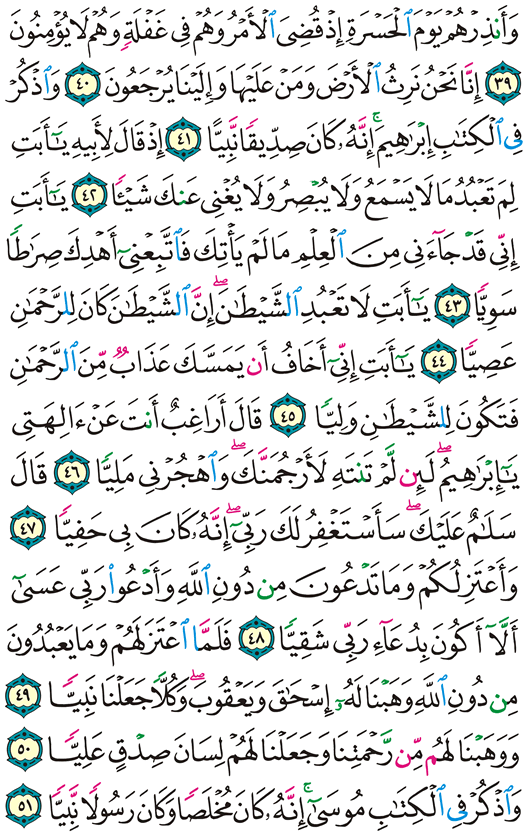 وَأَنذِرْهُمْ يَوْمَ ٱلْحَسْرَةِ إِذْ قُضِىَ ٱلْأَمْرُ وَهُمْ فِى غَفْلَةٍ وَهُمْ لَا يُؤْمِنُونَ
٣٩ إِنَّا نَحْنُ نَرِثُ ٱلْأَرْضَ وَمَنْ عَلَيْهَا وَإِلَيْنَا يُرْجَعُونَ ٤٠ وَٱذْكُرْ
فِى ٱلْكِتَٰبِ إِبْرَٰهِيمَ ۚ إِنَّهُۥ كَانَ صِدِّيقًا نَّبِيًّا ٤١ إِذْ قَالَ لِأَبِيهِ يَٰٓأَبَتِ
لِمَ تَعْبُدُ مَا لَا يَسْمَعُ وَلَا يُبْصِرُ وَلَا يُغْنِى عَنكَ شَيْـًٔا ٤٢ يَٰٓأَبَتِ
إِنِّى قَدْ جَآءَنِى مِنَ ٱلْعِلْمِ مَا لَمْ يَأْتِكَ فَٱتَّبِعْنِىٓ أَهْدِكَ صِرَٰطًا
سَوِيًّا ٤٣ يَٰٓأَبَتِ لَا تَعْبُدِ ٱلشَّيْطَٰنَ ۖ إِنَّ ٱلشَّيْطَٰنَ كَانَ لِلرَّحْمَٰنِ
عَصِيًّا ٤٤ يَٰٓأَبَتِ إِنِّىٓ أَخَافُ أَن يَمَسَّكَ عَذَابٌ مِّنَ ٱلرَّحْمَٰنِ
فَتَكُونَ لِلشَّيْطَٰنِ وَلِيًّا ٤٥ قَالَ أَرَاغِبٌ أَنتَ عَنْ ءَالِهَتِى
يَٰٓإِبْرَٰهِيمُ ۖ لَئِن لَّمْ تَنتَهِ لَأَرْجُمَنَّكَ ۖ وَٱهْجُرْنِى مَلِيًّا ٤٦ قَالَ
سَلَٰمٌ عَلَيْكَ ۖ سَأَسْتَغْفِرُ لَكَ رَبِّىٓ ۖ إِنَّهُۥ كَانَ بِى حَفِيًّا ٤٧
وَأَعْتَزِلُكُمْ وَمَا تَدْعُونَ مِن دُونِ ٱللَّهِ وَأَدْعُوا۟ رَبِّى عَسَىٰٓ
أَلَّآ أَكُونَ بِدُعَآءِ رَبِّى شَقِيًّا ٤٨ فَلَمَّا ٱعْتَزَلَهُمْ وَمَا يَعْبُدُونَ
مِن دُونِ ٱللَّهِ وَهَبْنَا لَهُۥٓ إِسْحَٰقَ وَيَعْقُوبَ ۖ وَكُلًّا جَعَلْنَا نَبِيًّا ٤٩
وَوَهَبْنَا لَهُم مِّن رَّحْمَتِنَا وَجَعَلْنَا لَهُمْ لِسَانَ صِدْقٍ عَلِيًّا ٥٠
وَٱذْكُرْ فِى ٱلْكِتَٰبِ مُوسَىٰٓ ۚ إِنَّهُۥ كَانَ مُخْلَصًا وَكَانَ رَسُولًا نَّبِيًّا ٥١